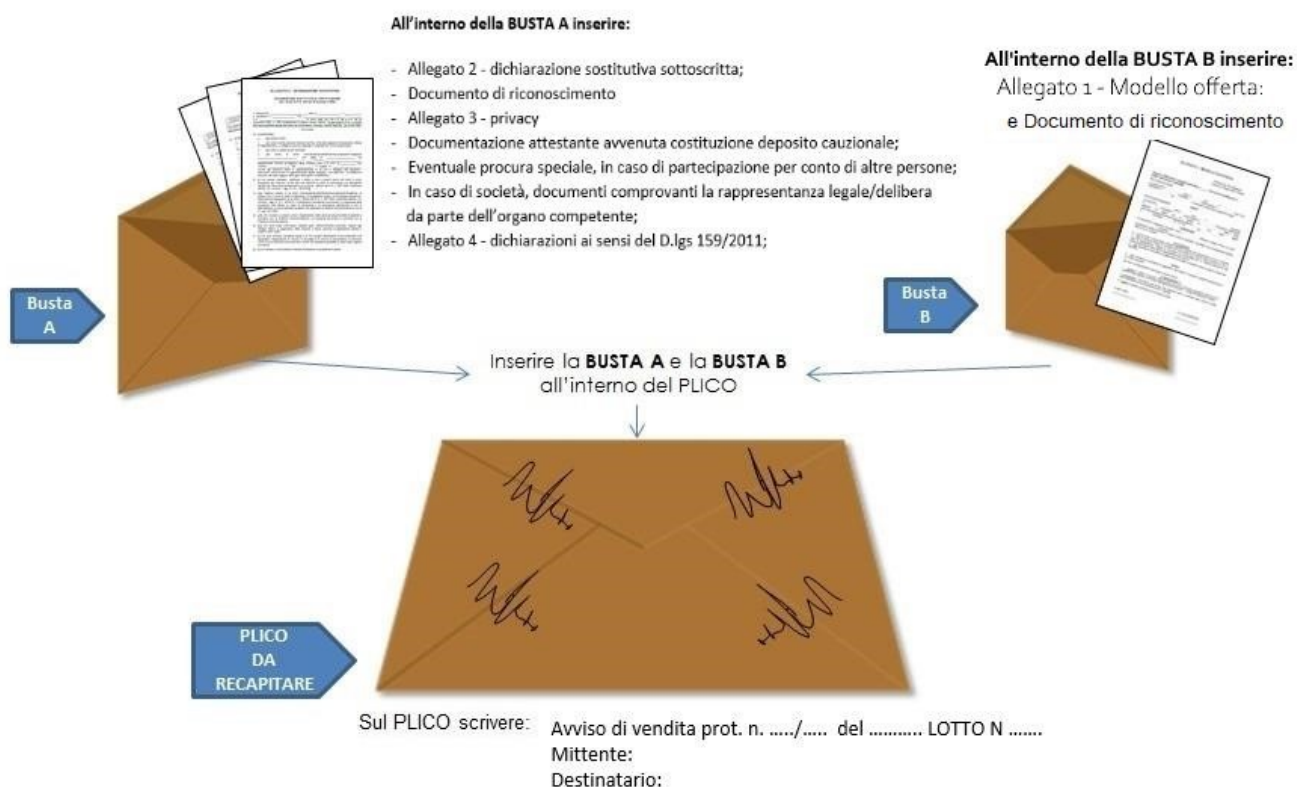 All'interno della BUSTA A inserire:
- Allegato 2 - dichiarazione sostitutiva sottoscritta;
- Documento di riconoscimento
- Allegato 3 - privacy
- Documentazione attestante avvenuta costituzione deposito cauzionale;
- Eventuale procura speciale, in caso di partecipazione per conto di altre persone;
- In caso di società, documenti comprovanti la rappresentanza legale/delibera
da parte dell'organo competente;
- Allegato 4 - dichiarazioni ai sensi del D.lgs 159/2011;
All'interno della BUSTA B inserire:
Allegato 1 - Modello offerta:
e Documento di riconoscimento
Busta
A
Busta
B
Inserire la BUSTA A e la BUSTA B
all'interno del PLICO
PLICO
DA
RECAPITARE
Sul PLICO scrivere:
Avviso di vendita prot. n. ...../..... del ........... LOTTO N .......
Mittente:
Destinatario: